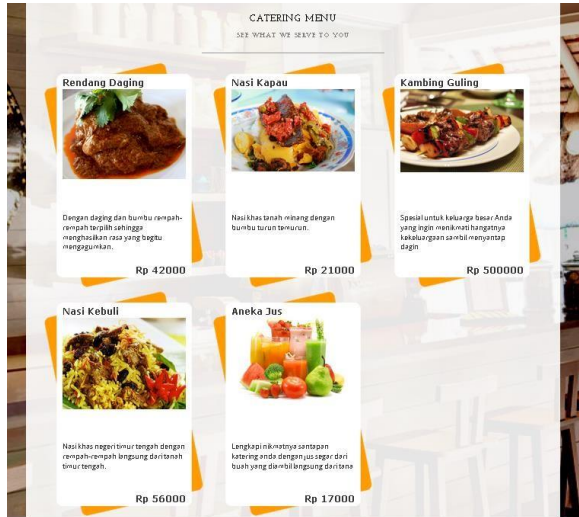 CATERING MENU
SEE WHAT WE SERVE TO YOU
Rendang Daging
Dengan daging dan bumbu rempah-
rempah terpilih sehingga
menghasilkan rasa yang begitu
mengagumkan.
Rp 42000
Nasi Kapau
Nasi khas tanah minang dengan
bumbu turun temurun.
Rp 21000
Kambing Guling
Spesial untuk keluarga besar Anda
yang ingin menikmati hangatnya
kekeluargaan sambil menyantap
dagin
Rp 500000
Nasi Kebuli
Nasi khas negeri timur tengah dengan
rempah-rempah langsung dari tanah
timur tengah.
Rp 56000
Aneka Jus
Lengkapi nikmatnya santapan
katering anda dengan jus segar dari
buah yang diambil langsung dari tana
Rp 17000